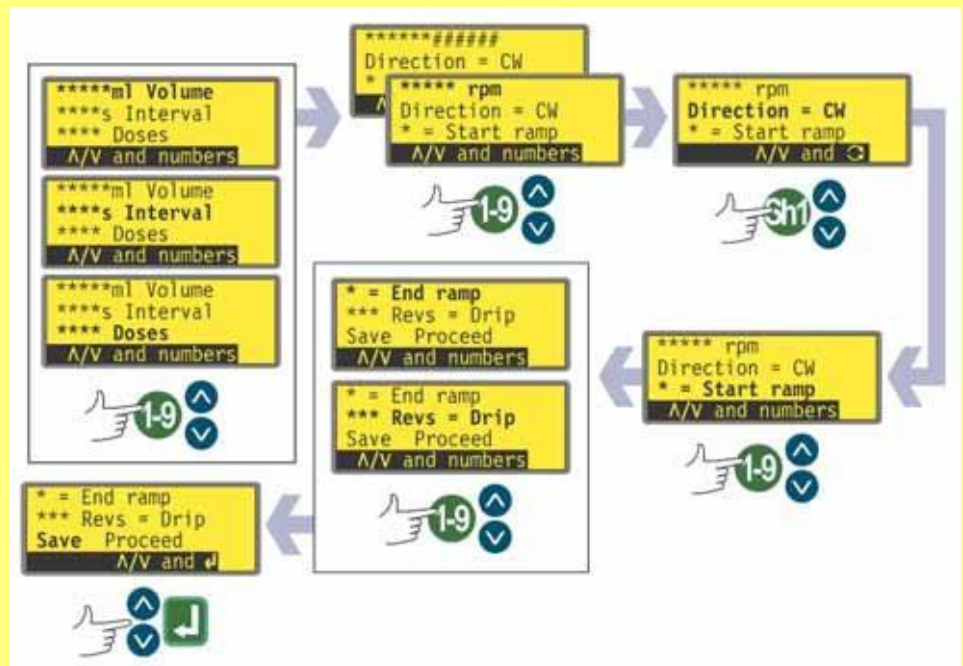 *****ml Volume
****s Interval
**** Doses
Λ/V and numbers
*****ml Volume
****s Interval
**** Doses
Λ/V and numbers
*****ml Volume
****s Interval
**** Doses
Λ/V and numbers
1-9
******######
Direction = CW
*
***** rpm
Direction = CW
* = Start ramp
Λ/V and numbers
1-9
***** rpm
Direction = CW
* = Start ramp
Λ/V and
Sh1
***** rpm
Direction = CW
* = Start ramp
Λ/V and numbers
1-9
* = End ramp
*** Revs = Drip
Save Proceed
Λ/V and numbers
* = End ramp
*** Revs = Drip
Save Proceed
Λ/V and numbers
1-9
* = End ramp
*** Revs = Drip
Save Proceed
Λ/V and ↲